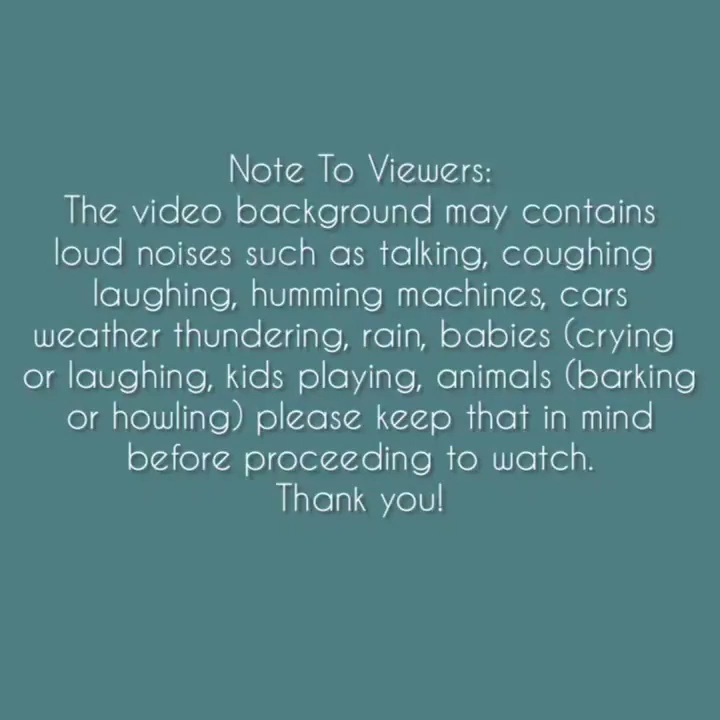 Note To Viewers:
The video background may contains
loud noises such as talking, coughing
laughing, humming machines, cars
weather thundering, rain, babies (crying
or laughing, kids playing, animals (barking
or howling) please keep that in mind
before proceeding to watch.
Thank you!